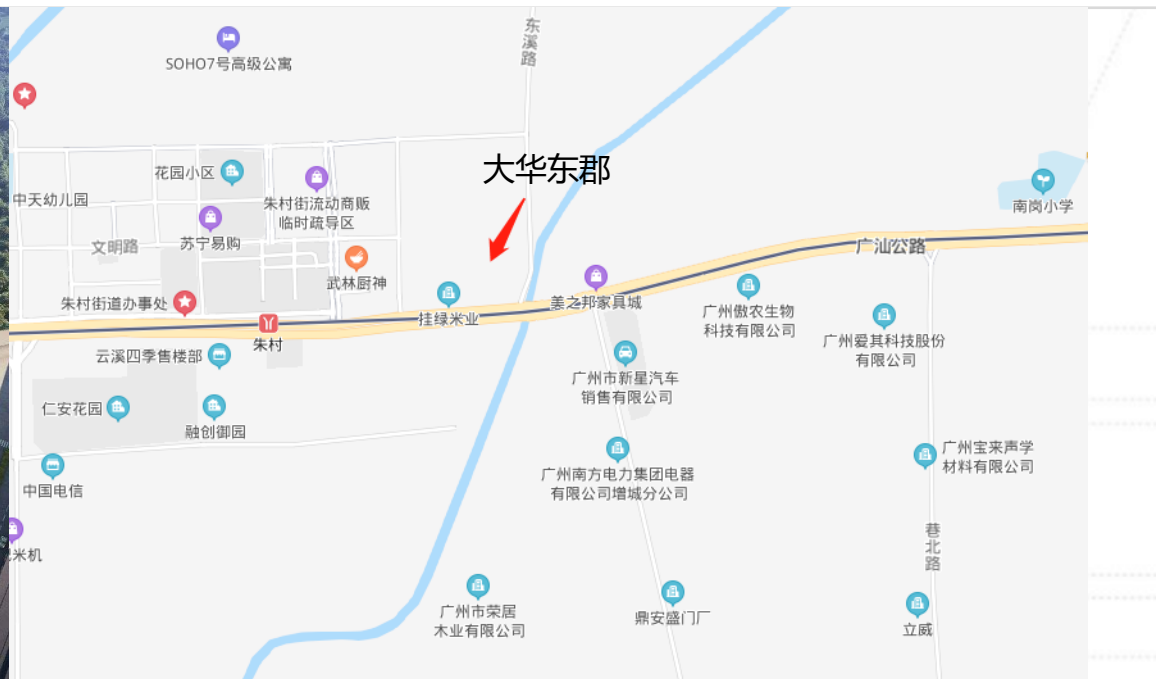 东溪路
SOHO7号高级公寓
大华东郡
花园小区
中天幼儿园
朱村街流动商贩
临时疏导区
南岗小学
文明路
苏宁易购
广汕公路
武林厨神
朱村街道办事处
挂绿米业
姜之邦家具城
广州傲农生物
科技有限公司
朱村
广州爱其科技股份
有限公司
云溪四季售楼部
广州市新星汽车
销售有限公司
仁安花园
融创御园
广州宝来声学
材料有限公司
广州南方电力集团电器
有限公司增城分公司
中国电信
米机
巷北路
广州市荣居
木业有限公司
鼎安盛门厂
立威